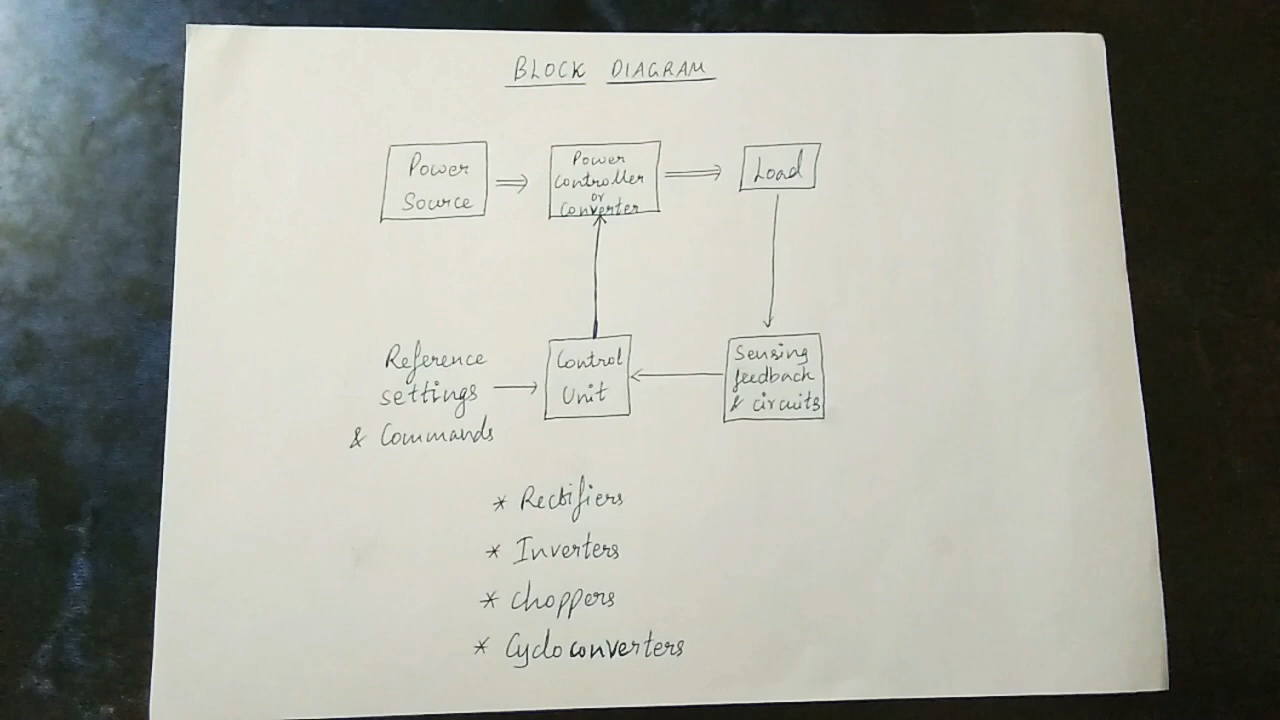 BLOCK DIAGRAM
Power
Source
Power
Controller
or
Converter
Load
Reference
settings
& Commands
Control
Unit
Sensing
feedback
& circuits
* Rectifiers
* Inverters
* Choppers
* Cycloconverters